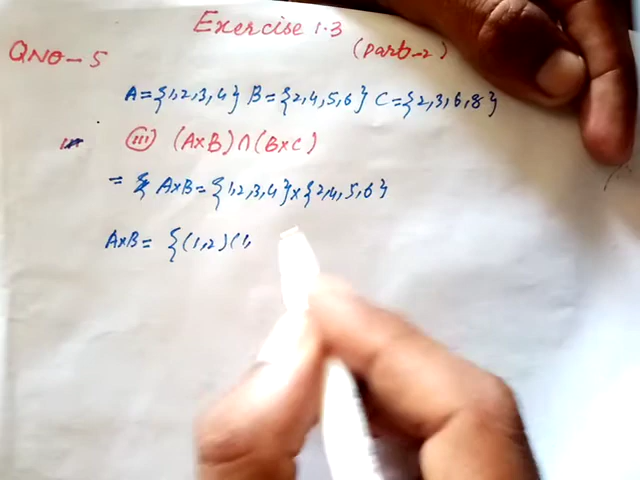 Exercise 1.3
QNO-5
(Part-2)
A={1,2,3,4} B={2,4,5,6} C={2,3,6,8}
(iii) (A×B)∩(B×C)
= A×B={1,2,3,4}×{2,4,5,6}
A×B= {(1,2)(1,